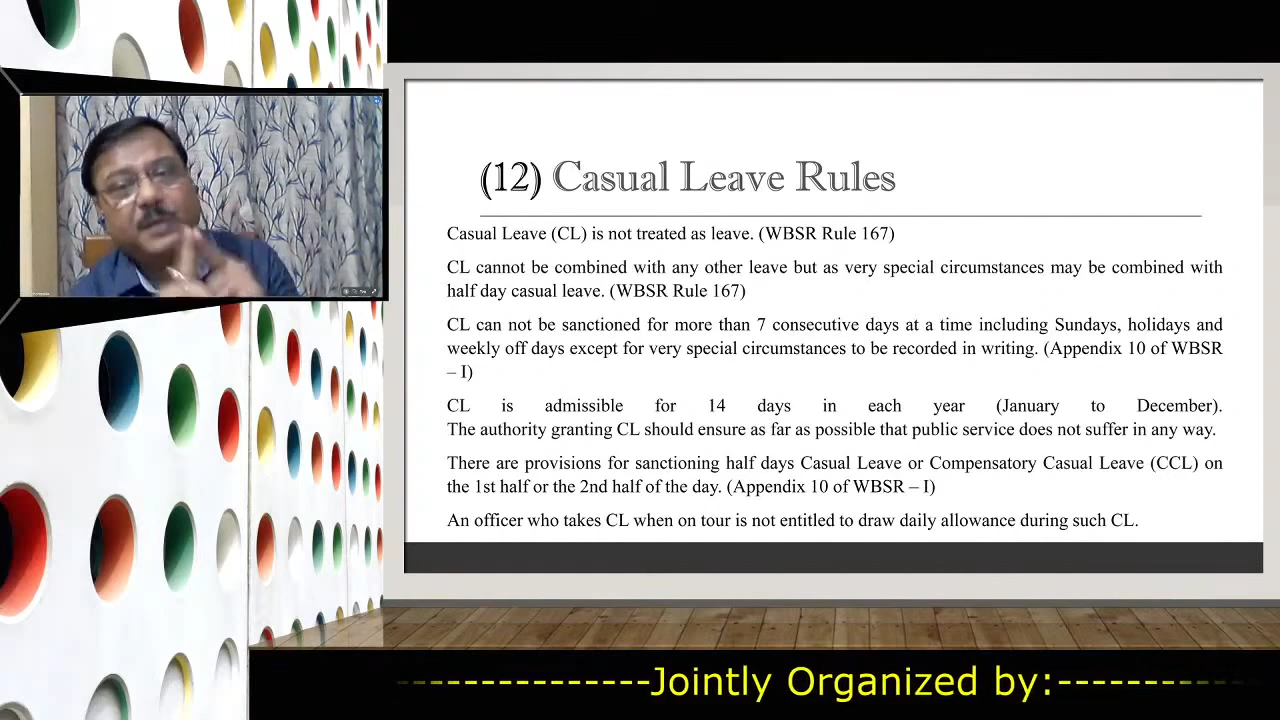 (12) Casual Leave Rules
Casual Leave (CL) is not treated as leave. (WBSR Rule 167)
CL cannot be combined with any other leave but as very special circumstances may be combined with
half day casual leave. (WBSR Rule 167)
CL can not be sanctioned for more than 7 consecutive days at a time including Sundays, holidays and
weekly off days except for very special circumstances to be recorded in writing. (Appendix 10 of WBSR
– I)
CL is admissible for 14 days in each year (January to December).
The authority granting CL should ensure as far as possible that public service does not suffer in any way.
There are provisions for sanctioning half days Casual Leave or Compensatory Casual Leave (CCL) on
the 1st half or the 2nd half of the day. (Appendix 10 of WBSR – I)
An officer who takes CL when on tour is not entitled to draw daily allowance during such CL.
---------------Jointly Organized by:---------------